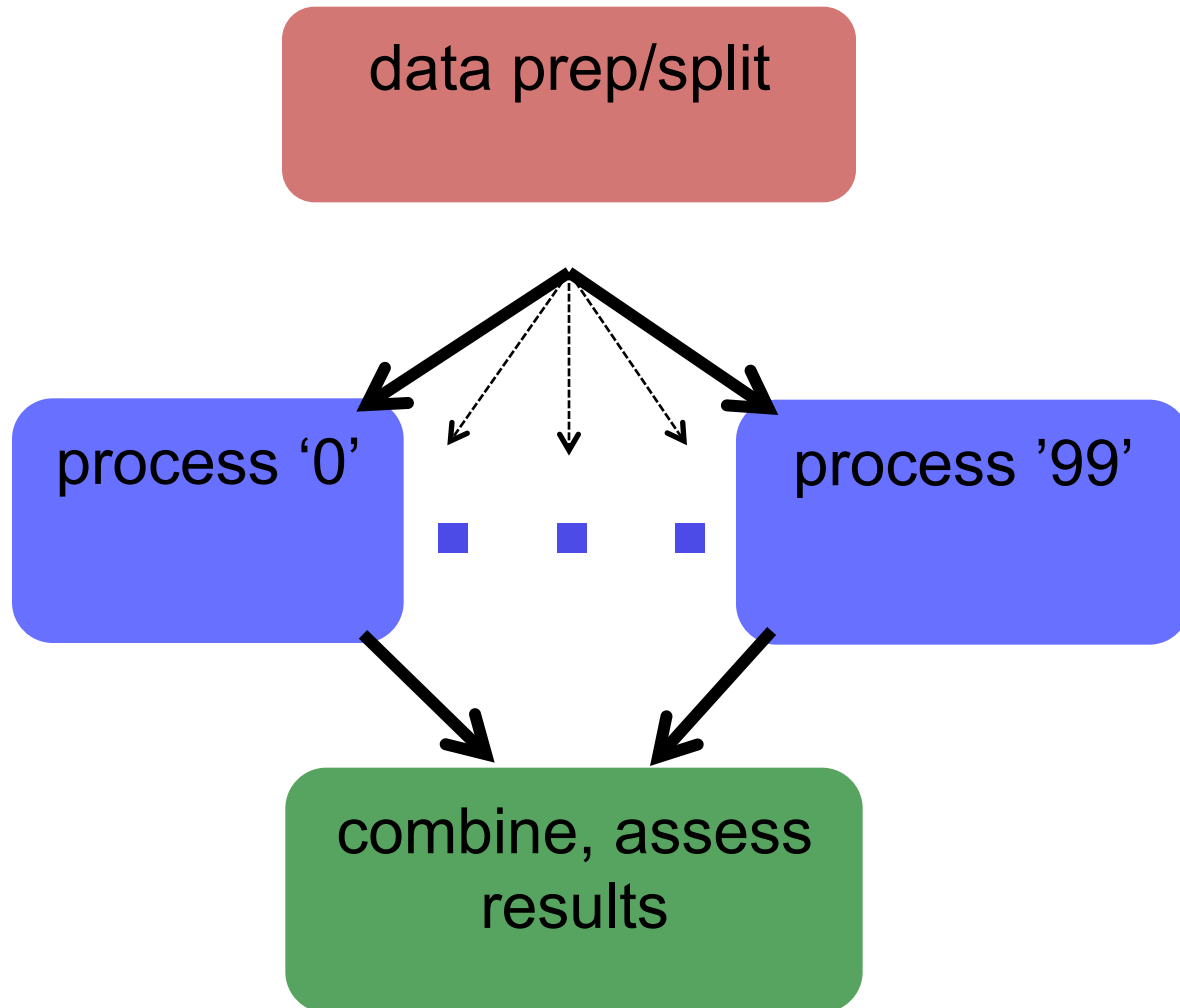 data prep/split
process ‘0’
process ’99’
combine, assess
results